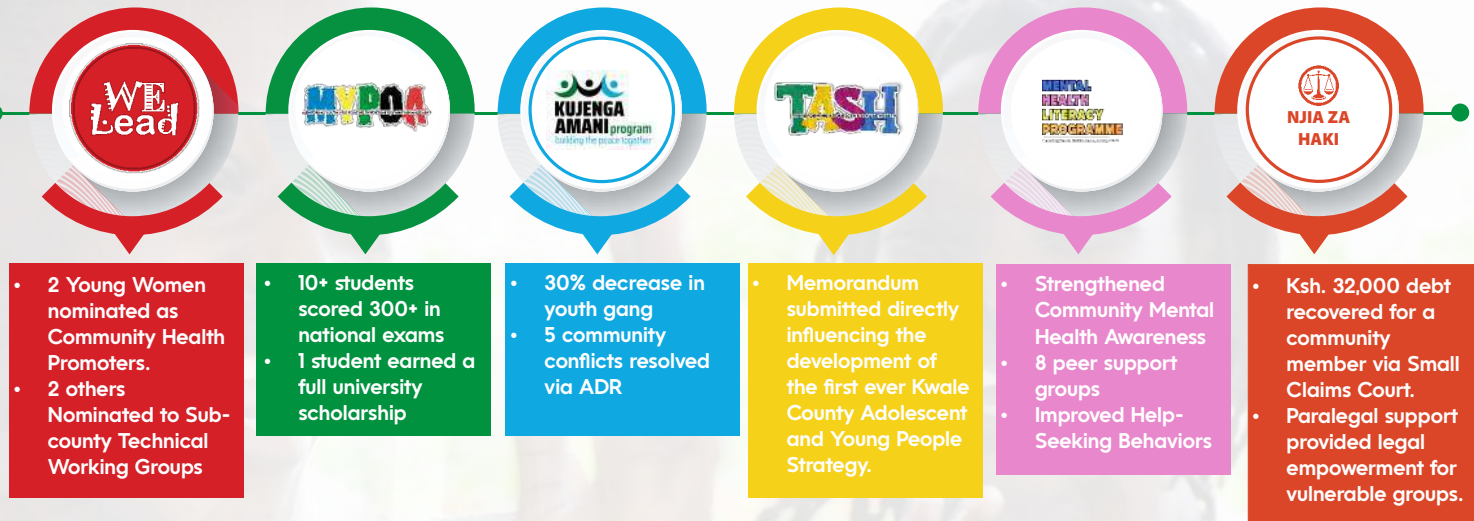 WE
Lead
MYPOA
KUJENGA
AMANI program
building the peace together
TASH
MENTAL
HEALTH
LITERACY
PROGRAMME
NJIA ZA
HAKI
• 2 Young Women
nominated as
Community Health
Promoters.
• 2 others
Nominated to Sub-
county Technical
Working Groups
• 10+ students
scored 300+ in
national exams
• 1 student earned a
full university
scholarship
• 30% decrease in
youth gang
• 5 community
conflicts resolved
via ADR
• Memorandum
submitted directly
influencing the
development of
the first ever Kwale
County Adolescent
and Young People
Strategy.
• Strengthened
Community Mental
Health Awareness
• 8 peer support
groups
• Improved Help-
Seeking Behaviors
• Ksh. 32,000 debt
recovered for a
community
member via Small
Claims Court.
• Paralegal support
provided legal
empowerment for
vulnerable groups.